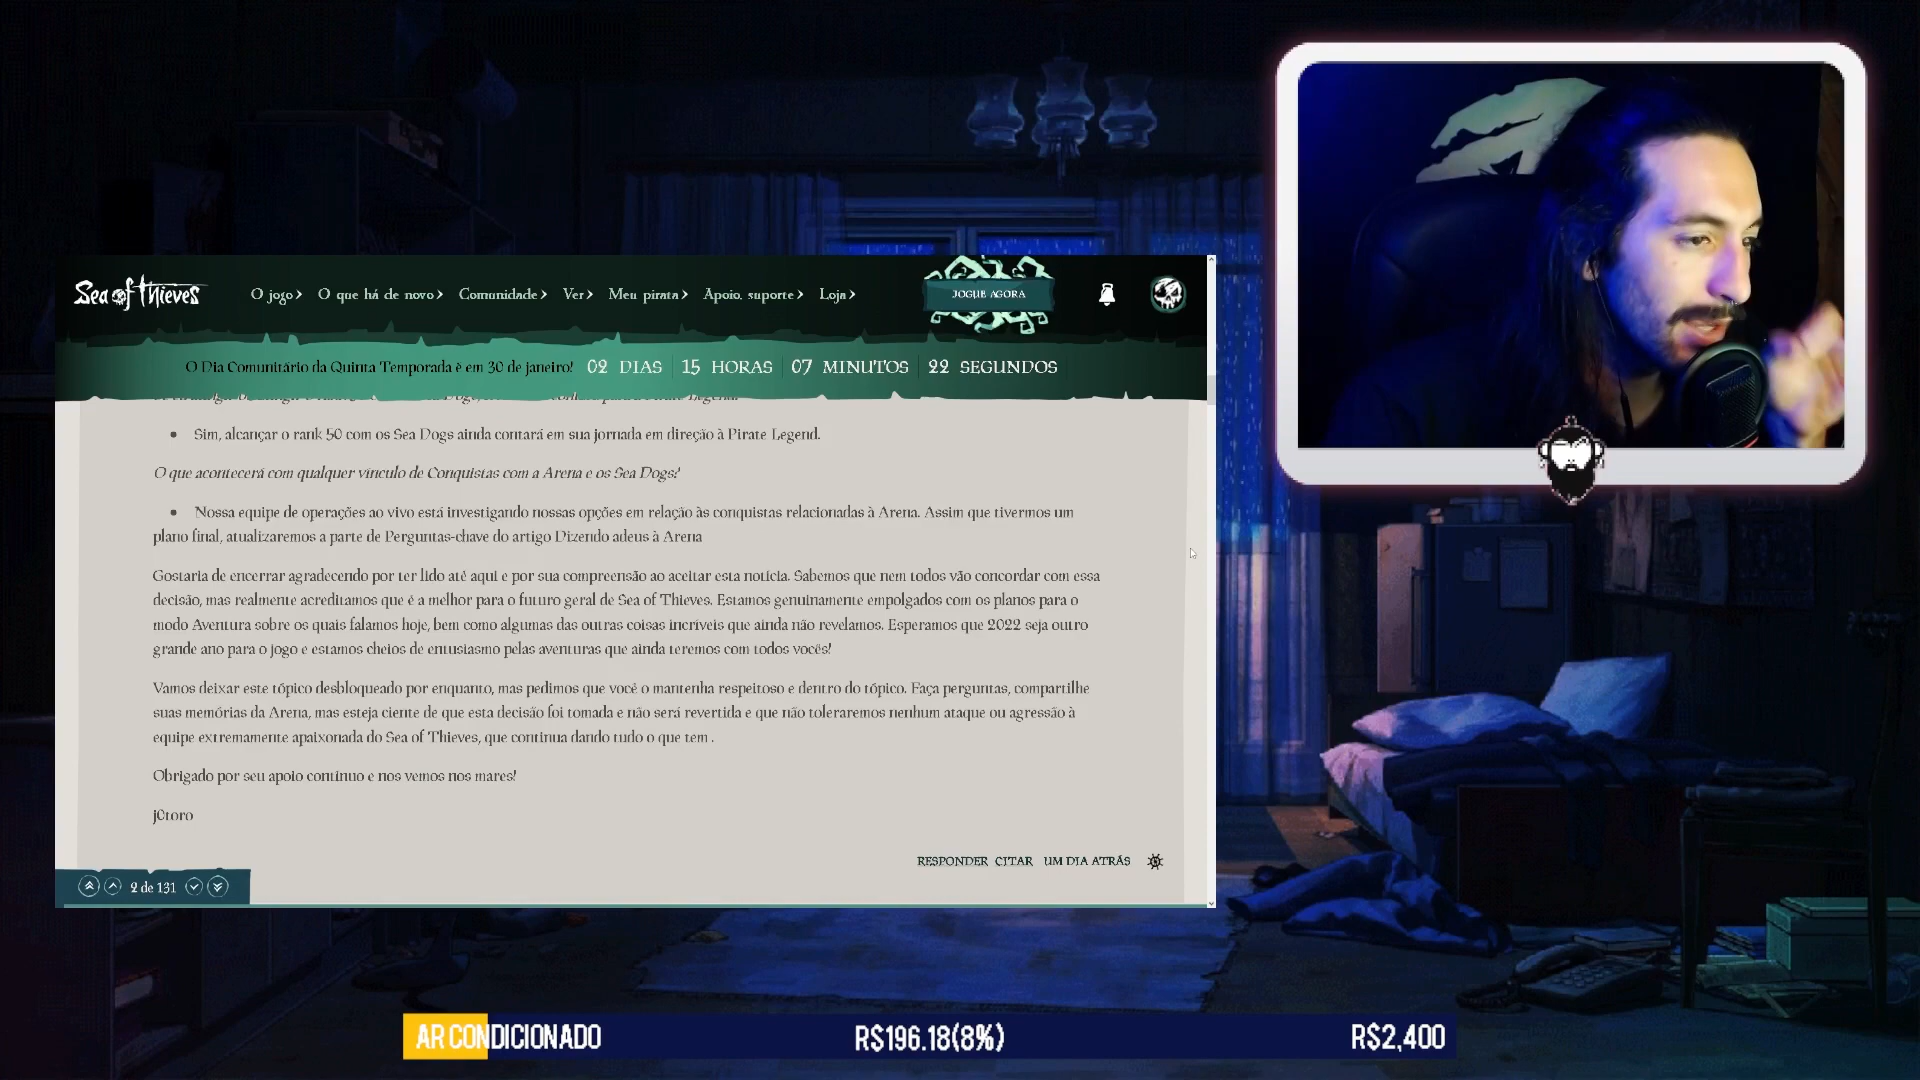 Sea of Thieves
O jogo
O que há de novo
Comunidade
Ver
Meu pirata
Apoio, suporte
Loja
JOGUE AGORA
O Dia Comunitário da Quinta Temporada é em 30 de janeiro!
02 DIAS
15 HORAS
07 MINUTOS
22 SEGUNDOS
• Sim, alcançar o rank 50 com os Sea Dogs ainda contará em sua jornada em direção à Pirate Legend.
O que acontecerá com qualquer vínculo de Conquistas com a Arena e os Sea Dogs?
• Nossa equipe de operações ao vivo está investigando nossas opções em relação às conquistas relacionadas à Arena. Assim que tivermos um
plano final, atualizaremos a parte de Perguntas-chave do artigo Dizendo adeus à Arena
Gostaria de encerrar agradecendo por ter lido até aqui e por sua compreensão ao aceitar esta notícia. Sabemos que nem todos vão concordar com essa
decisão, mas realmente acreditamos que é a melhor para o futuro geral de Sea of Thieves. Estamos genuinamente empolgados com os planos para o
modo Aventura sobre os quais falamos hoje, bem como algumas das outras coisas incríveis que ainda não revelamos. Esperamos que 2022 seja outro
grande ano para o jogo e estamos cheios de entusiasmo pelas aventuras que ainda teremos com todos vocês!
Vamos deixar este tópico desbloqueado por enquanto, mas pedimos que você o mantenha respeitoso e dentro do tópico. Faça perguntas, compartilhe
suas memórias da Arena, mas esteja ciente de que esta decisão foi tomada e não será revertida e que não toleraremos nenhum ataque ou agressão à
equipe extremamente apaixonada do Sea of Thieves, que continua dando tudo o que tem .
Obrigado por seu apoio contínuo e nos vemos nos mares!
j0toro
RESPONDER CITAR UM DIA ATRÁS
2 de 131
AR CONDICIONADO
R$196.18(8%)
R$2,400